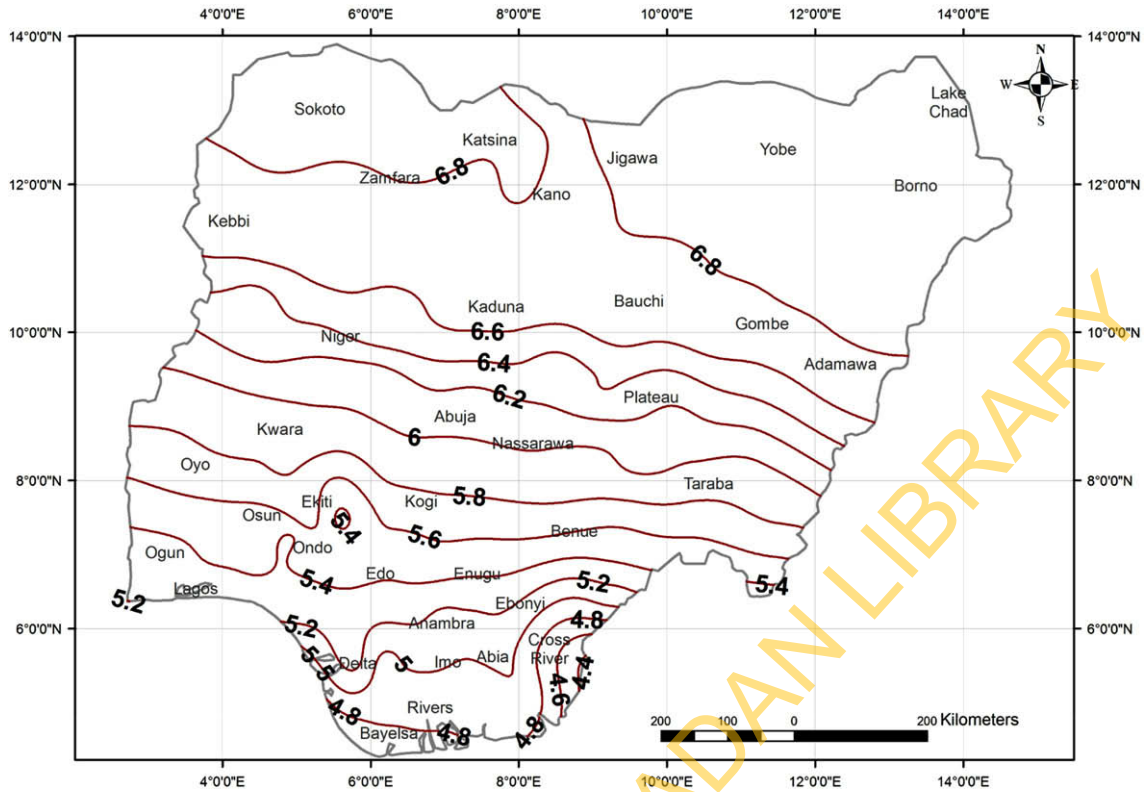 4°0'0"E 6°0'0"E 8°0'0"E 10°0'0"E 12°0'0"E 14°0'0"E
14°0'0"N 14°0'0"N
N
W E
S
Lake
Chad
Sokoto
Katsina
Jigawa
Yobe
Zamfara
6.8
12°0'0"N 12°0'0"N
Kano
Borno
Kebbi
6.8
Kaduna
Bauchi
Gombe
10°0'0"N 10°0'0"N
6.6
Niger
6.4
Adamawa
6.2
Plateau
Abuja
Kwara
6
Nassarawa
8°0'0"N 8°0'0"N
Oyo
Taraba
Ekiti
Kogi
5.8
Osun
5.4
5.6
Benue
Ogun
Ondo
Edo
Enugu
5.4
5.2
5.4
Lagos
5.2
Ebonyi
6°0'0"N 6°0'0"N
5.2
Anambra
4.8
Cross
River
5
Delta
5
Imo
Abia
5
4.4
4.6
Rivers
4.8
Bayelsa
4.8
4.8
200 100 0 200 Kilometers
4°0'0"E 6°0'0"E 8°0'0"E 10°0'0"E 12°0'0"E 14°0'0"E
ADAN LIBRARY